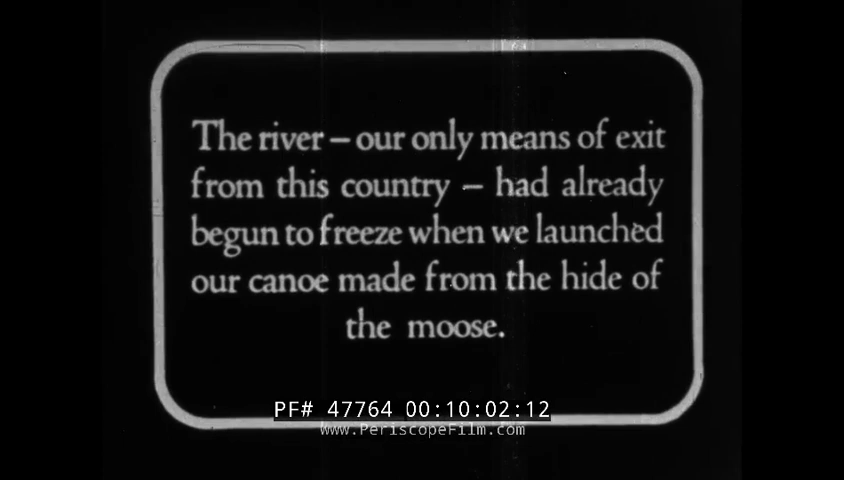 The river – our only means of exit
from this country – had already
begun to freeze when we launched
our canoe made from the hide of
the moose.
PF# 47764 00:10:02:12
www.PeriscopeFilm.com